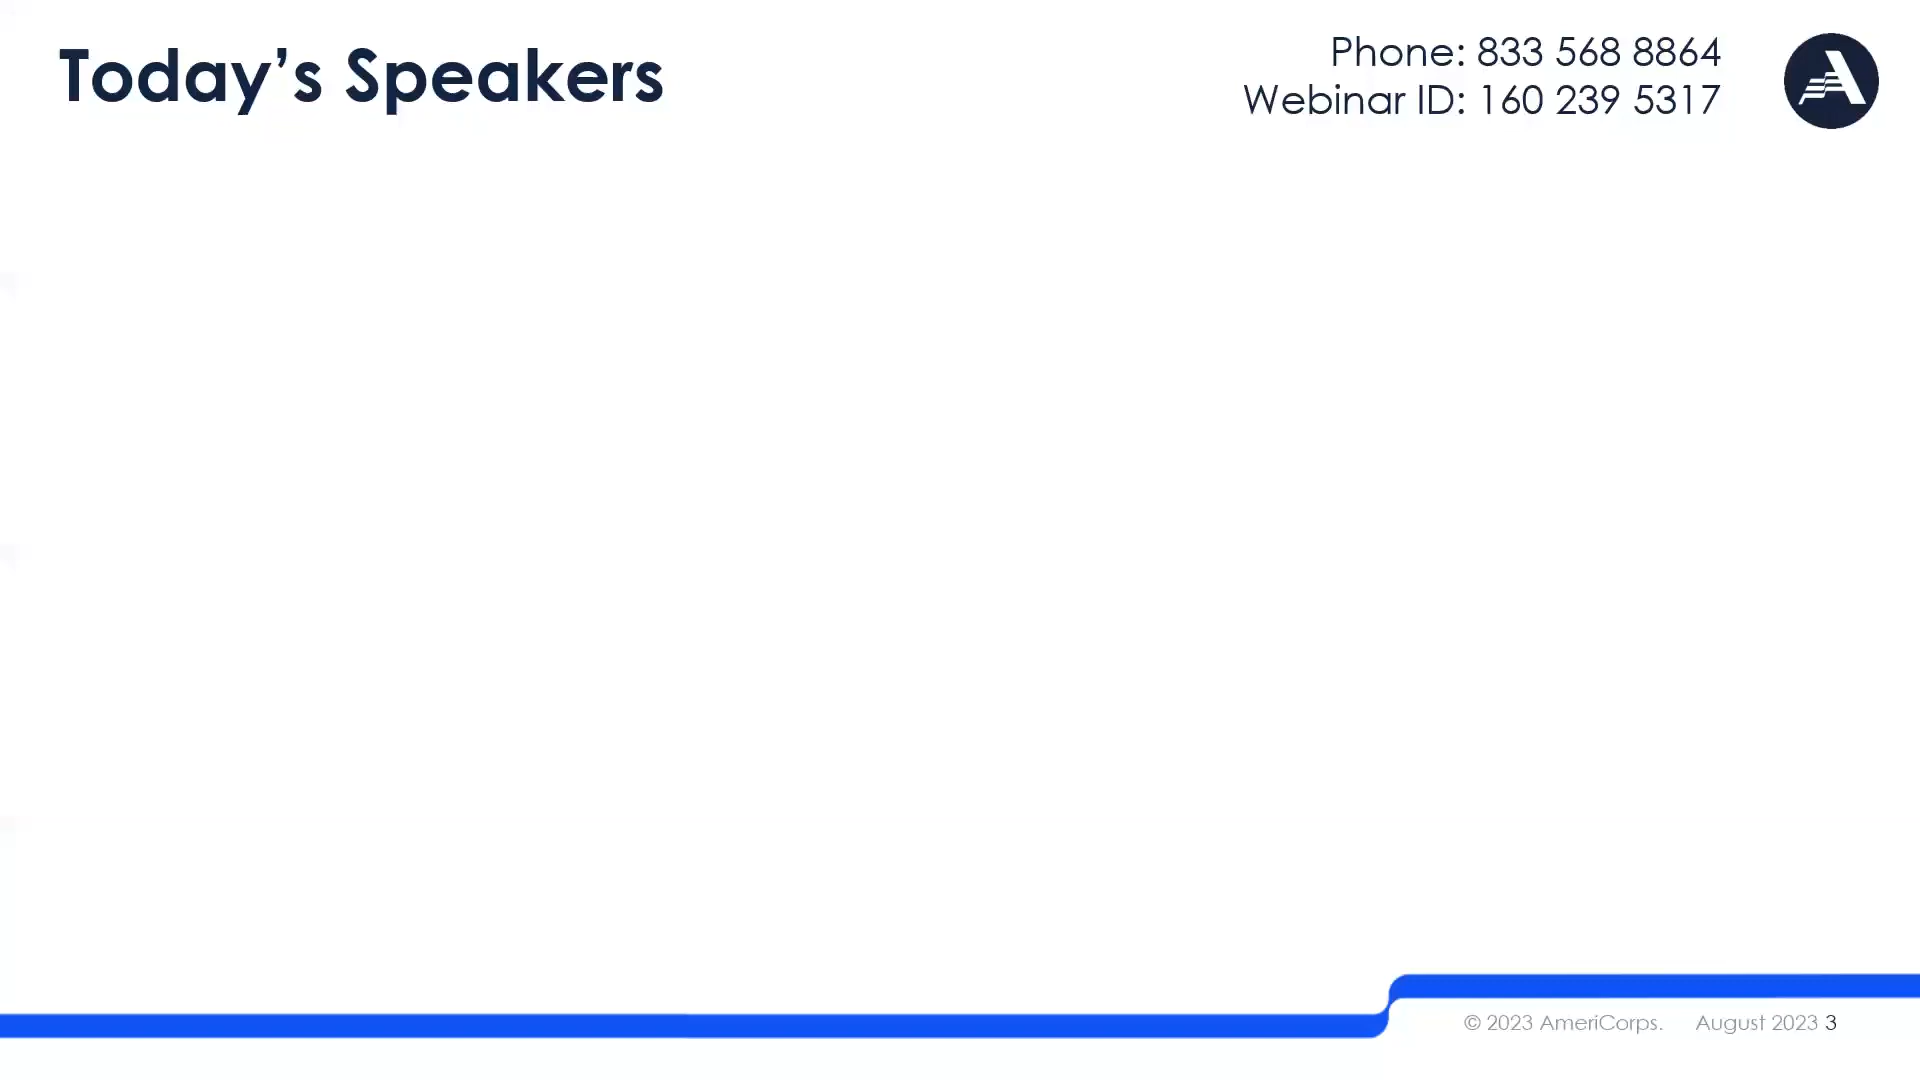 Today’s Speakers
Phone: 833 568 8864
Webinar ID: 160 239 5317
© 2023 AmeriCorps. August 2023 3